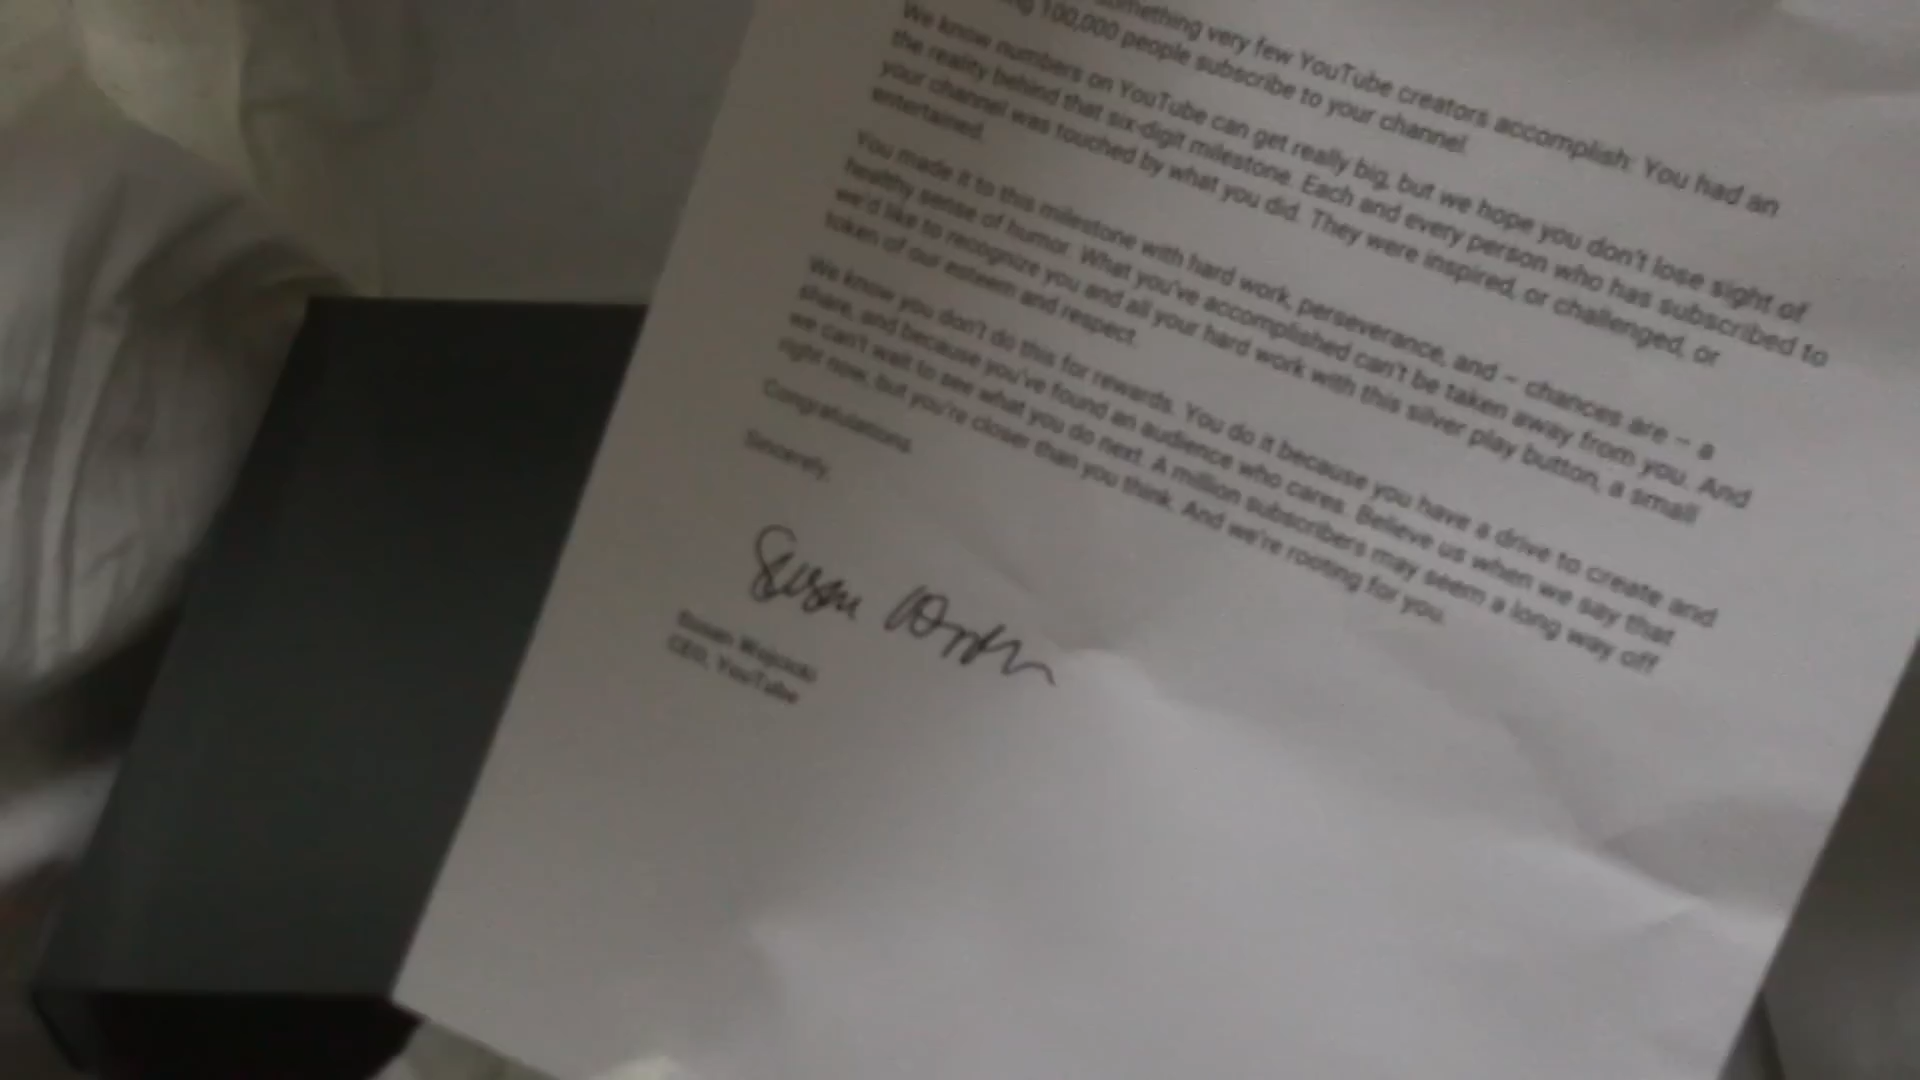 something very few YouTube creators accomplish: You had an
100,000 people subscribe to your channel.
We know numbers on YouTube can get really big, but we hope you don't lose sight of
the reality behind that six-digit milestone. Each and every person who has subscribed to
your channel was touched by what you did. They were inspired, or challenged, or
entertained.
You made it to this milestone with hard work, perseverance, and – chances are – a
healthy sense of humor. What you've accomplished can't be taken away from you. And
we'd like to recognize you and all your hard work with this silver play button, a small
token of our esteem and respect.
We know you don't do this for rewards. You do it because you have a drive to create and
share, and because you've found an audience who cares. Believe us when we say that
we can't wait to see what you do next. A million subscribers may seem a long way off
right now, but you're closer than you think. And we're rooting for you.
Congratulations.
Sincerely,
Susan Wojcicki
CEO, YouTube